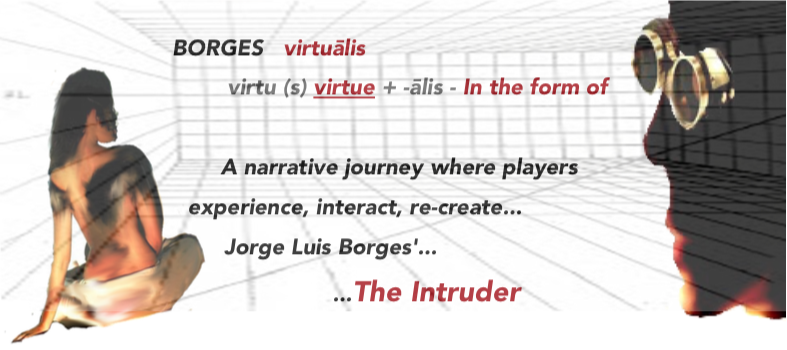 BORGES virtuālis
virtu (s) virtue + -ālis - In the form of
A narrative journey where players
experience, interact, re-create...
Jorge Luis Borges'...
...The Intruder